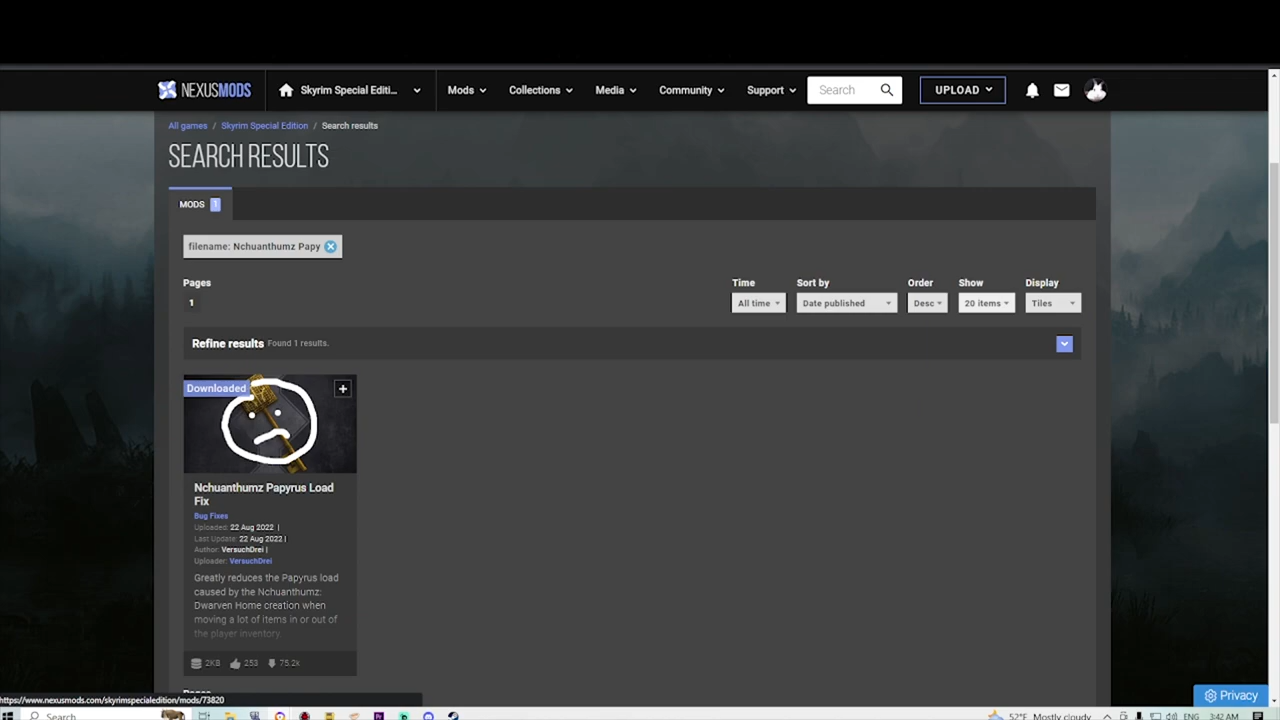 NEXUSMODS
Skyrim Special Editi...
Mods
Collections
Media
Community
Support
Search
UPLOAD
All games / Skyrim Special Edition / Search results
SEARCH RESULTS
MODS 1
filename: Nchuanthumz Papy
Pages
1
Time
All time
Sort by
Date published
Order
Desc
Show
20 items
Display
Tiles
Refine results Found 1 results.
Downloaded
Nchuanthumz Papyrus Load
Fix
Bug Fixes
Uploaded: 22 Aug 2022 |
Last Update: 22 Aug 2022 |
Author: VersuchDrei |
Uploader: VersuchDrei
Greatly reduces the Papyrus load
caused by the Nchuanthumz:
Dwarven Home creation when
moving a lot of items in or out of
the player inventory.
2KB 253 75.2k
Pages
https://www.nexusmods.com/skyrimspecialedition/mods/73820
Privacy
Search
52°F Mostly cloudy
ENG
3:42 AM